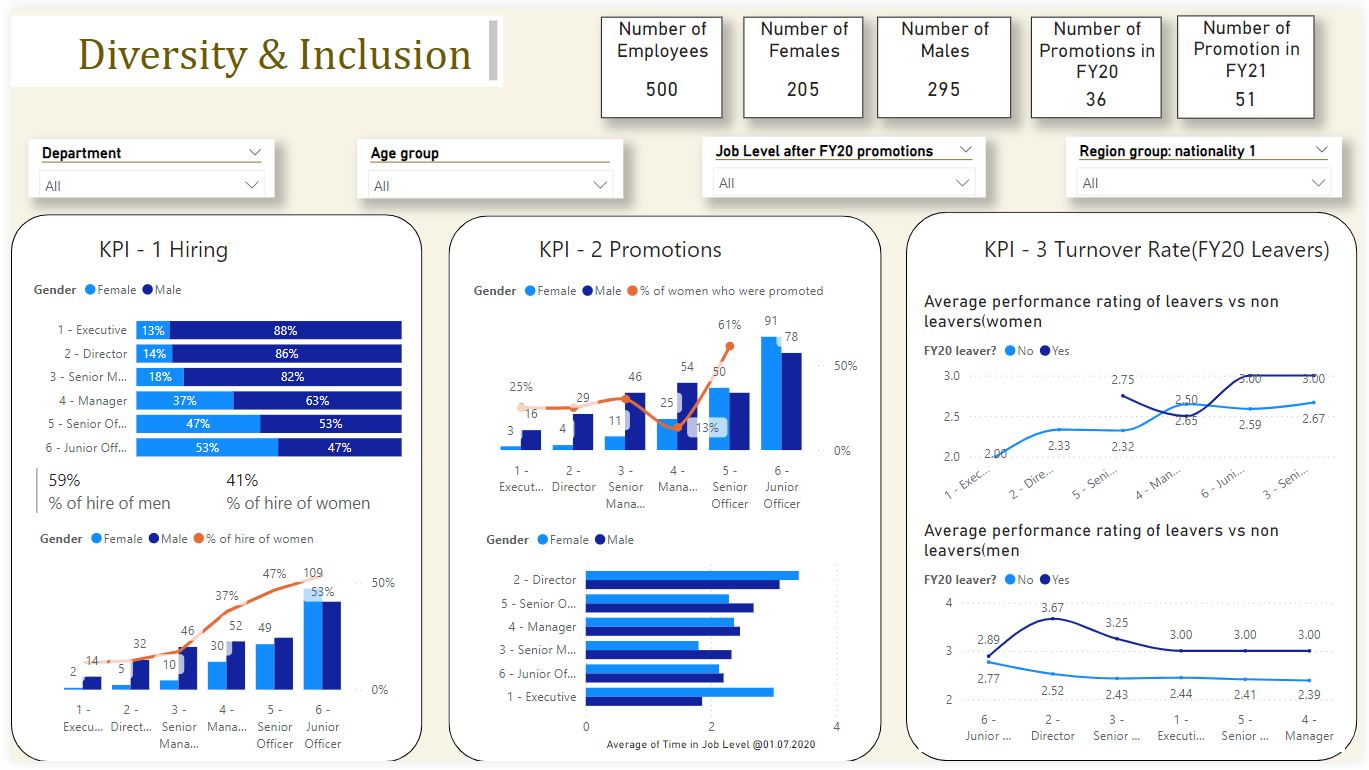 Diversity & Inclusion
Number of
Employees
500
Number of
Females
205
Number of
Males
295
Number of
Promotions in
FY20
36
Number of
Promotion in
FY21
51
Department
All
Age group
All
Job Level after FY20 promotions
All
Region group: nationality 1
All
KPI - 1 Hiring
Gender Female Male
1 - Executive 13% 88%
2 - Director 14% 86%
3 - Senior M... 18% 82%
4 - Manager 37% 63%
5 - Senior Of... 47% 53%
6 - Junior Off... 53% 47%
59% 41%
% of hire of men % of hire of women
Gender Female Male % of hire of women
109
47% 50%
53%
37%
46 52 49
32 30
14
2 5 10
0%
1 - 2 - 3 - 4 - 5 - 6 -
Execu... Direct... Senior Mana... Senior Junior
Mana... Officer Officer
KPI - 2 Promotions
Gender Female Male % of women who were promoted
61% 91
78
54 50 50%
46
25% 29 25
16
11 13%
3 4
0%
1 - 2 - 3 - 4 - 5 - 6 -
Execut... Director Senior Mana... Senior Junior
Mana... Officer Officer
Gender Female Male
2 - Director
5 - Senior O...
4 - Manager
3 - Senior M...
6 - Junior Of...
1 - Executive
0 2 4
Average of Time in Job Level @01.07.2020
KPI - 3 Turnover Rate(FY20 Leavers)
Average performance rating of leavers vs non
leavers(women
FY20 leaver? No Yes
3.0 2.75 3.00 3.00
2.50
2.5 2.65 2.59 2.67
2.33 2.32
2.0 2.00
1 - Exec... 2 - Dire... 5 - Seni... 4 - Man... 6 - Juni... 3 - Seni...
Average performance rating of leavers vs non
leavers(men
FY20 leaver? No Yes
4
3.67
3.25
2.89 3.00 3.00 3.00
3
2.77 2.52 2.43 2.44 2.41 2.39
2
6 - 2 - 3 - 1 - 5 - 4 -
Junior ... Director Senior ... Executi... Senior ... Manager